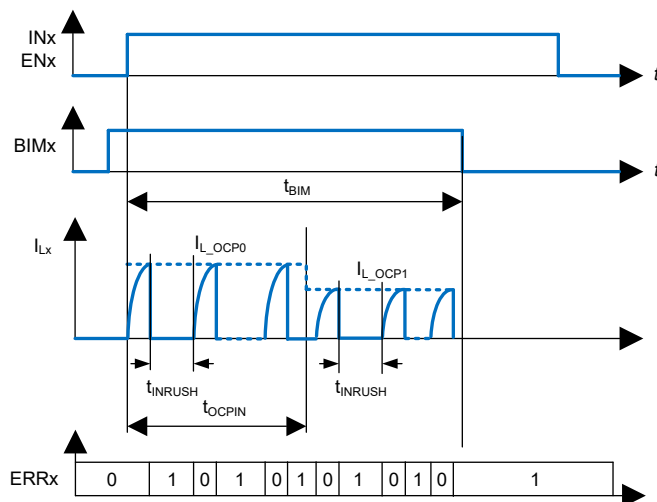 INx
ENx
t
BIMx
t
tBIM
ILx
IL_OCP0
IL_OCP1
tINRUSH
tINRUSH
tOCPIN
ERRx
0 1 0 1 0 1 0 1 0 1 0 1